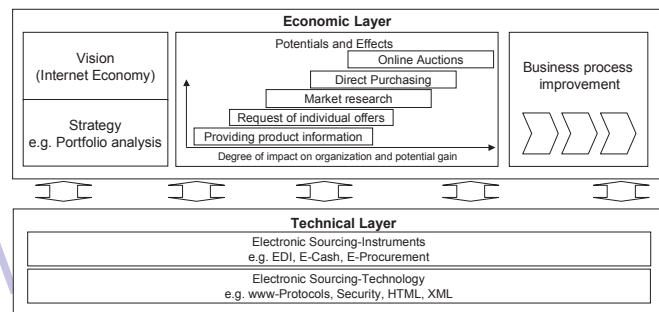 Economic Layer
Vision
(Internet Economy)
Strategy
e.g. Portfolio analysis
Potentials and Effects
Online Auctions
Direct Purchasing
Market research
Request of individual offers
Providing product information
Degree of impact on organization and potential gain
Business process
improvement
Technical Layer
Electronic Sourcing-Instruments
e.g. EDI, E-Cash, E-Procurement
Electronic Sourcing-Technology
e.g. www-Protocols, Security, HTML, XML